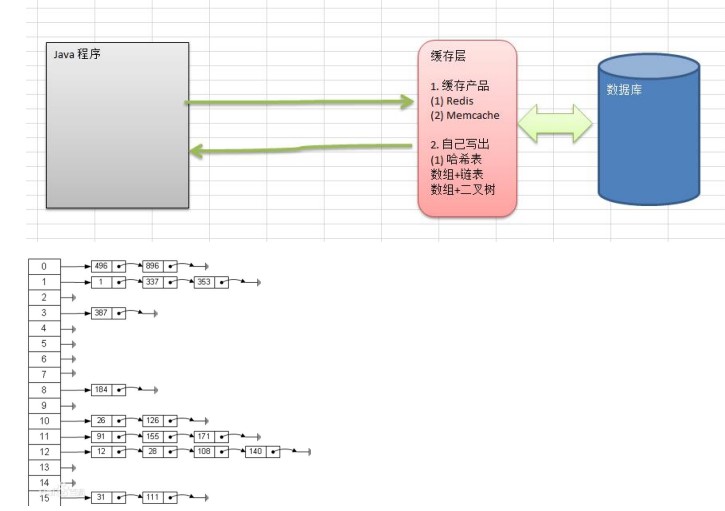 Java 程序
缓存层
1. 缓存产品
(1) Redis
(2) Memcache
2. 自己写出
(1) 哈希表
数组+链表
数组+二叉树
数据库
0 496 896
1 1 337 353
2
3 387
4
5
6
7
8 184
9
10 26 126
11 91 155 171
12 12 28 108 140
13
14
15 31 111